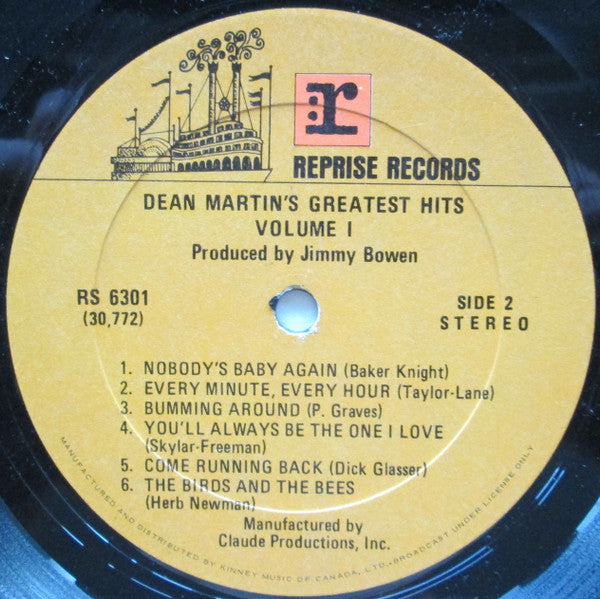 :r
REPRISE RECORDS
DEAN MARTIN'S GREATEST HITS
VOLUME I
Produced by Jimmy Bowen
RS 6301
(30,772)
SIDE 2
STEREO
1. NOBODY'S BABY AGAIN (Baker Knight)
2. EVERY MINUTE, EVERY HOUR (Taylor-Lane)
3. BUMMING AROUND (P. Graves)
4. YOU'LL ALWAYS BE THE ONE I LOVE
(Skylar-Freeman)
5. COME RUNNING BACK (Dick Glasser)
6. THE BIRDS AND THE BEES
(Herb Newman)
Manufactured by
Claude Productions, Inc.
MANUFACTURED AND DISTRIBUTED BY KINNEY MUSIC OF CANADA, LTD.,-BROADCAST UNDER LICENSE ONLY